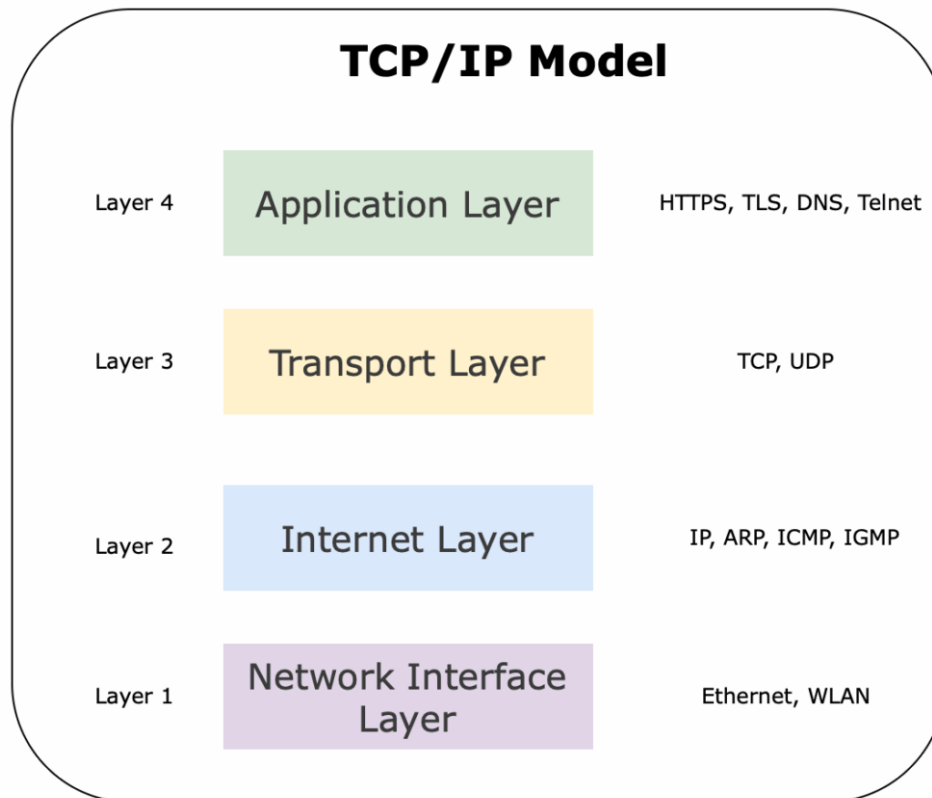 TCP/IP Model
Layer 4
Application Layer
HTTPS, TLS, DNS, Telnet
Layer 3
Transport Layer
TCP, UDP
Layer 2
Internet Layer
IP, ARP, ICMP, IGMP
Layer 1
Network Interface
Layer
Ethernet, WLAN